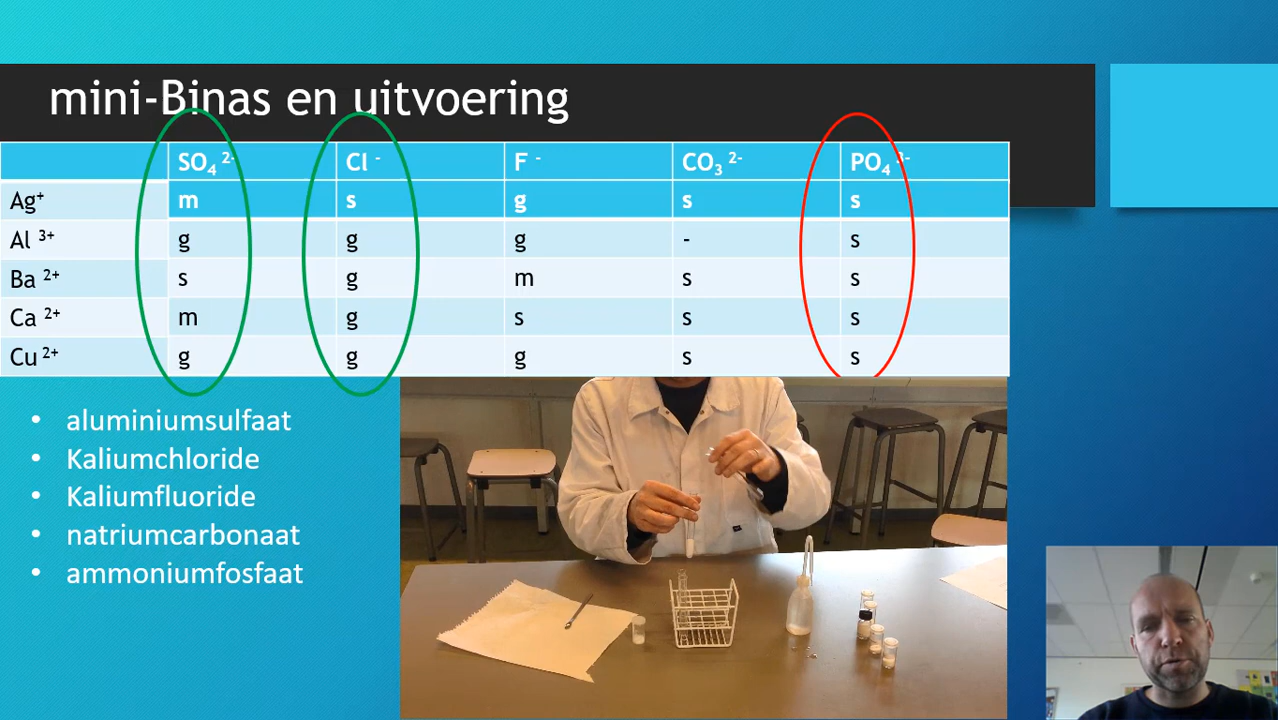 mini-Binas en uitvoering
SO₄ ²⁻ Cl ⁻ F ⁻ CO₃ ²⁻ PO₄ ³⁻
Ag⁺ m s g s s
Al ³⁺ g g g - s
Ba ²⁺ s g m s s
Ca ²⁺ m g s s s
Cu ²⁺ g g g s s
• aluminiumsulfaat
• Kaliumchloride
• Kaliumfluoride
• natriumcarbonaat
• ammoniumfosfaat